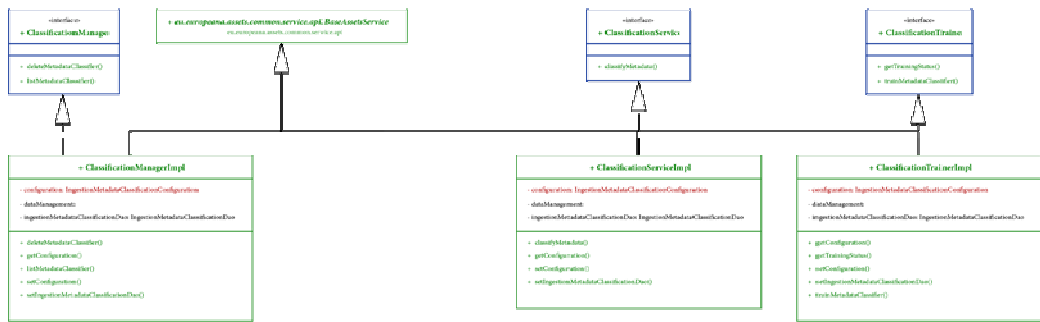 «interface»
+ ClassificationManager
+ deleteMetadataClassifier()
+ listMetadataClassifier()
+ eu.europeana.assets.common.service.api.BaseAssetsService
eu.europeana.assets.common.service.api
«interface»
+ ClassificationService
+ classifyMetadata()
«interface»
+ ClassificationTrainer
+ getTrainingStatus()
+ trainMetadataClassifier()
+ ClassificationManagerImpl
- configuration: IngestionMetadataClassificationConfiguration
- dataManagement:
- ingestionMetadataClassificationDao: IngestionMetadataClassificationDao
+ deleteMetadataClassifier()
+ getConfiguration()
+ listMetadataClassifier()
+ setConfiguration()
+ setIngestionMetadataClassificationDao()
+ ClassificationServiceImpl
- configuration: IngestionMetadataClassificationConfiguration
- dataManagement:
- ingestionMetadataClassificationDao: IngestionMetadataClassificationDao
+ classifyMetadata()
+ getConfiguration()
+ setConfiguration()
+ setIngestionMetadataClassificationDao()
+ ClassificationTrainerImpl
- configuration: IngestionMetadataClassificationConfiguration
- dataManagement:
- ingestionMetadataClassificationDao: IngestionMetadataClassificationDao
+ getConfiguration()
+ getTrainingStatus()
+ setConfiguration()
+ setIngestionMetadataClassificationDao()
+ trainMetadataClassifier()